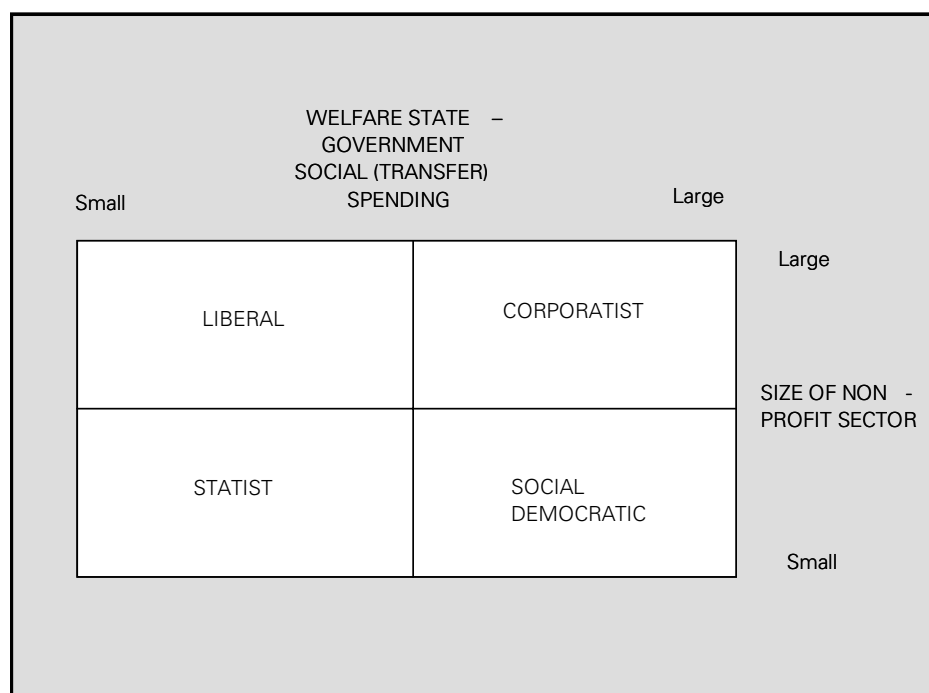 WELFARE STATE –
GOVERNMENT
SOCIAL (TRANSFER)
SPENDING
Small
Large
Large
LIBERAL
CORPORATIST
SIZE OF NON -
PROFIT SECTOR
STATIST
SOCIAL
DEMOCRATIC
Small